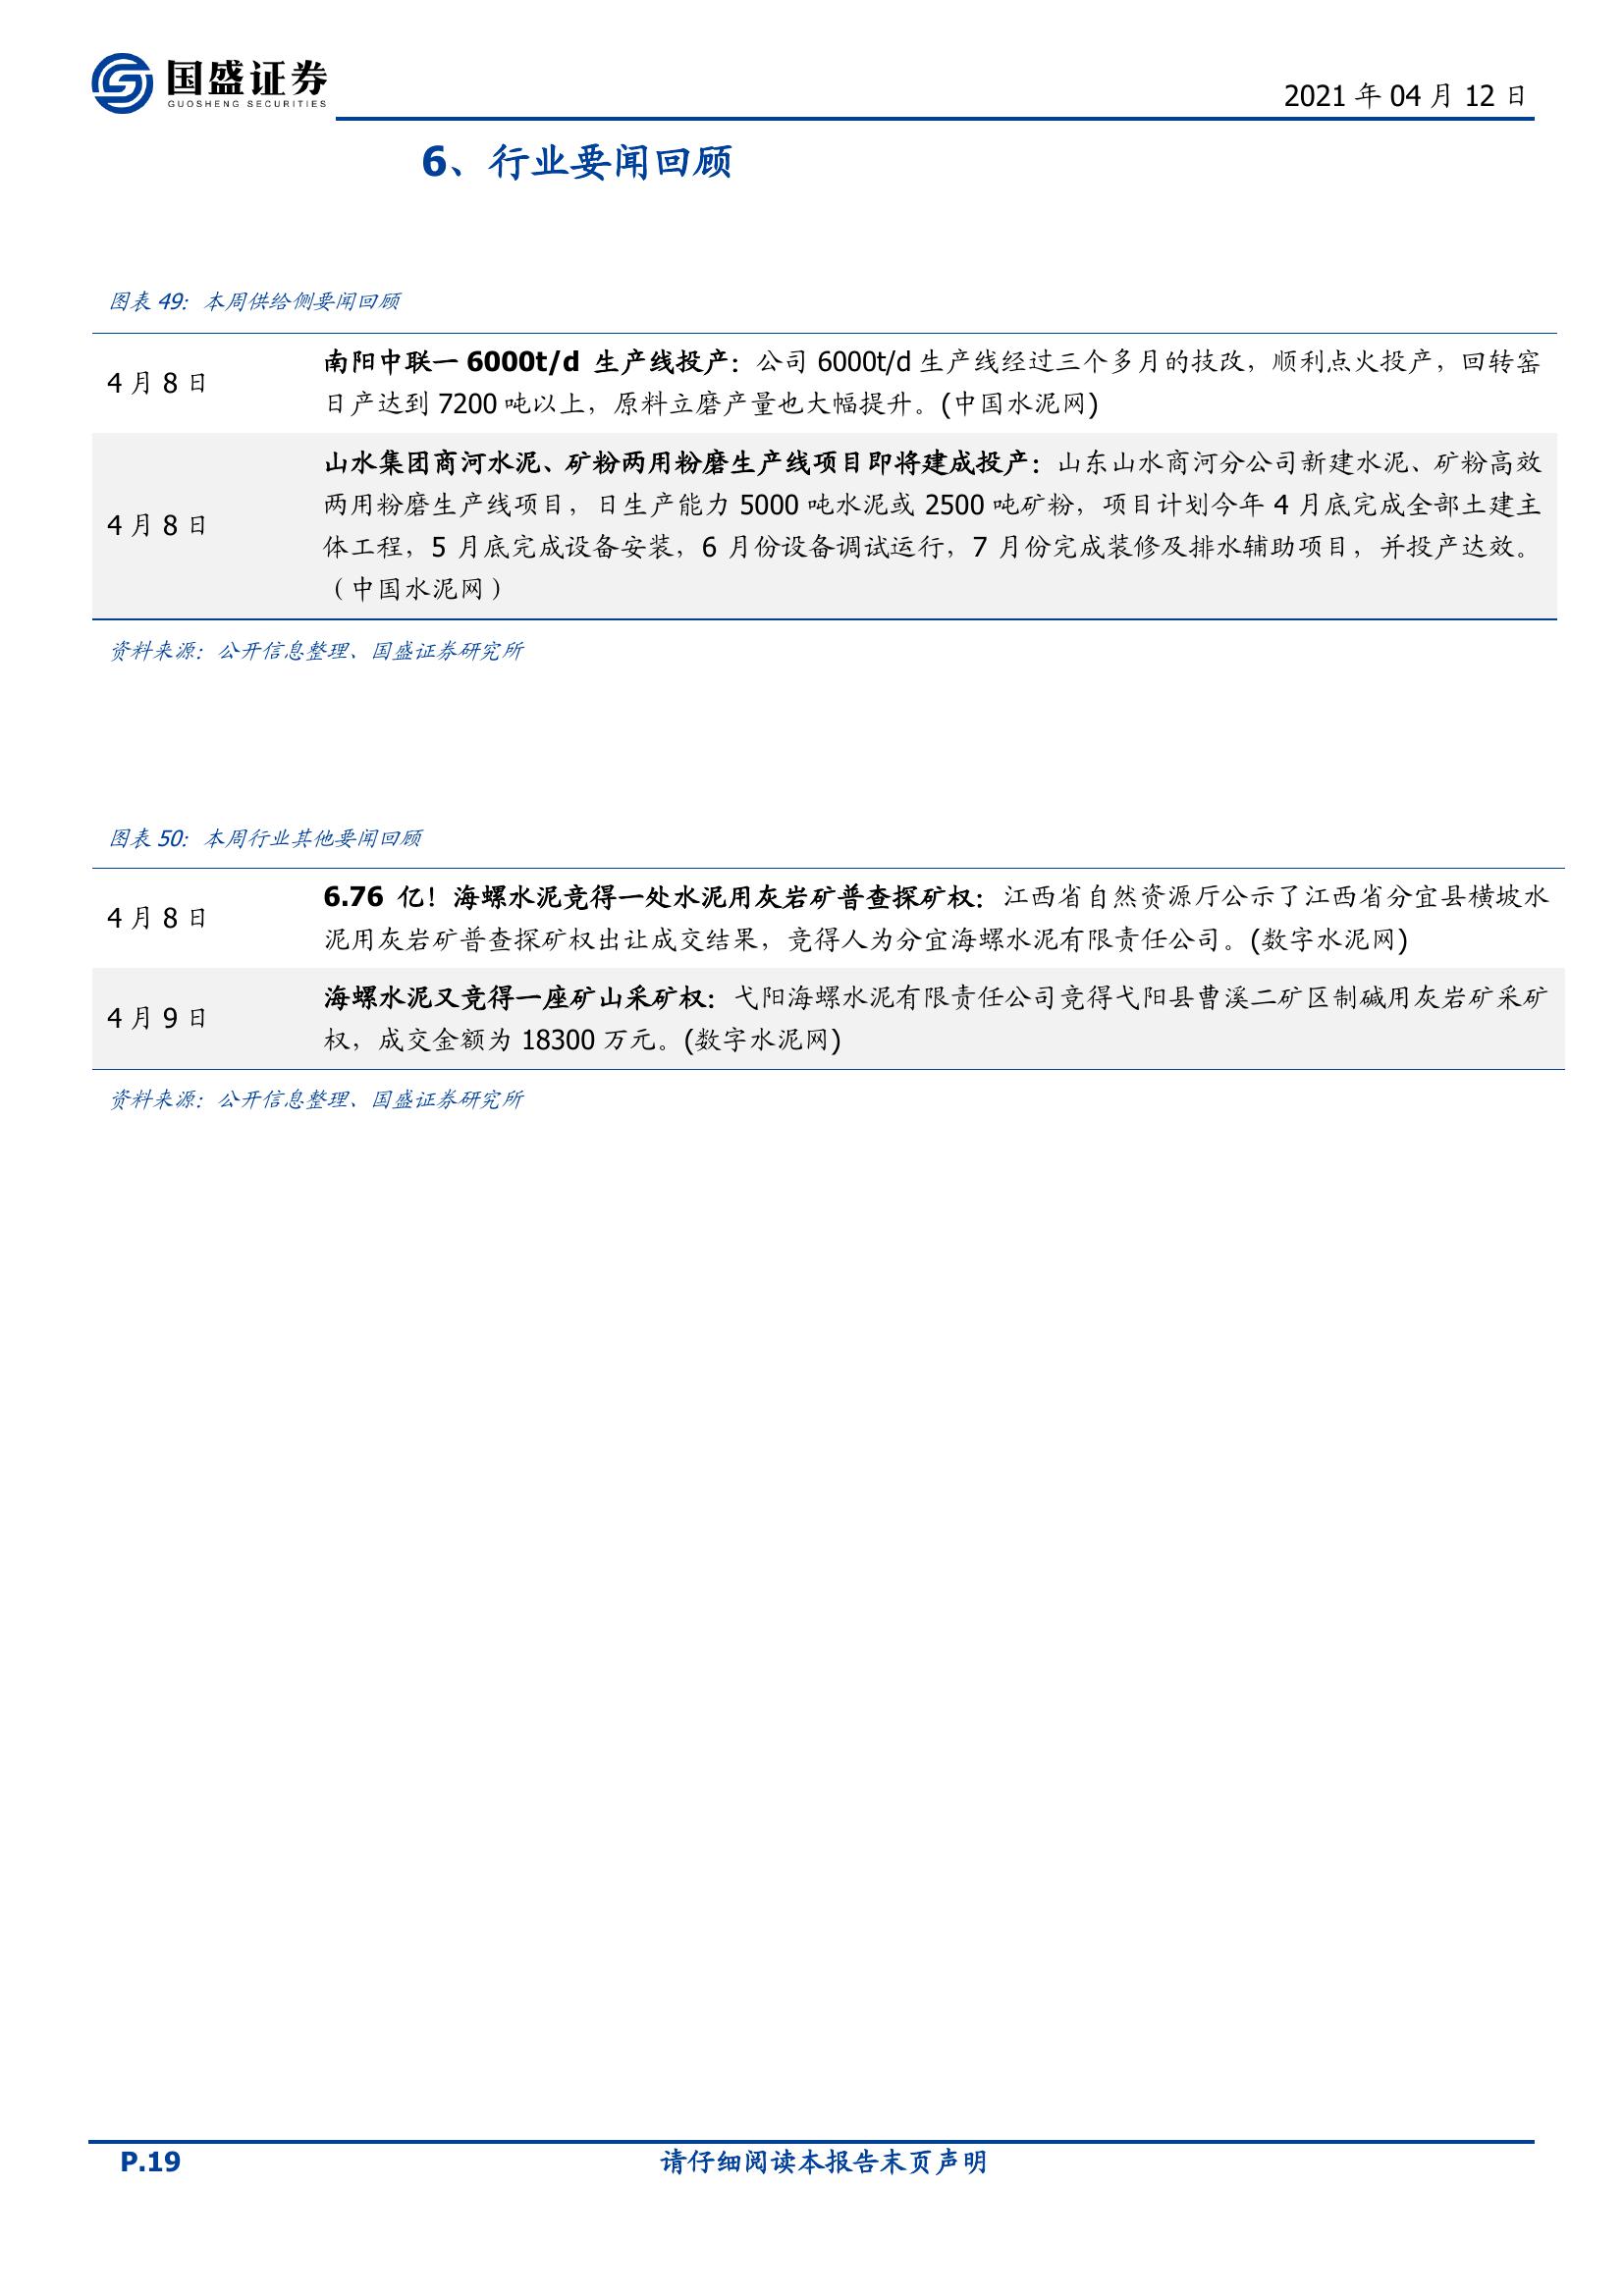 国盛证券
GUOSHENG SECURITIES
2021 年 04 月 12 日
6、行业要闻回顾
图表 49：本周供给侧要闻回顾
4 月 8 日
南阳中联一 6000t/d 生产线投产：公司 6000t/d 生产线经过三个多月的技改，顺利点火投产，回转窑
日产达到 7200 吨以上，原料立磨产量也大幅提升。(中国水泥网)
4 月 8 日
山水集团商河水泥、矿粉两用粉磨生产线项目即将建成投产：山东山水商河分公司新建水泥、矿粉高效
两用粉磨生产线项目，日生产能力 5000 吨水泥或 2500 吨矿粉，项目计划今年 4 月底完成全部土建主
体工程，5 月底完成设备安装，6 月份设备调试运行，7 月份完成装修及排水辅助项目，并投产达效。
（中国水泥网）
资料来源：公开信息整理、国盛证券研究所
图表 50：本周行业其他要闻回顾
4 月 8 日
6.76 亿！海螺水泥竞得一处水泥用灰岩矿普查探矿权：江西省自然资源厅公示了江西省分宜县横坡水
泥用灰岩矿普查探矿权出让成交结果，竞得人为分宜海螺水泥有限责任公司。(数字水泥网)
4 月 9 日
海螺水泥又竞得一座矿山采矿权：弋阳海螺水泥有限责任公司竞得弋阳县曹溪二矿区制碱用灰岩矿采矿
权，成交金额为 18300 万元。(数字水泥网)
资料来源：公开信息整理、国盛证券研究所
P.19
请仔细阅读本报告末页声明